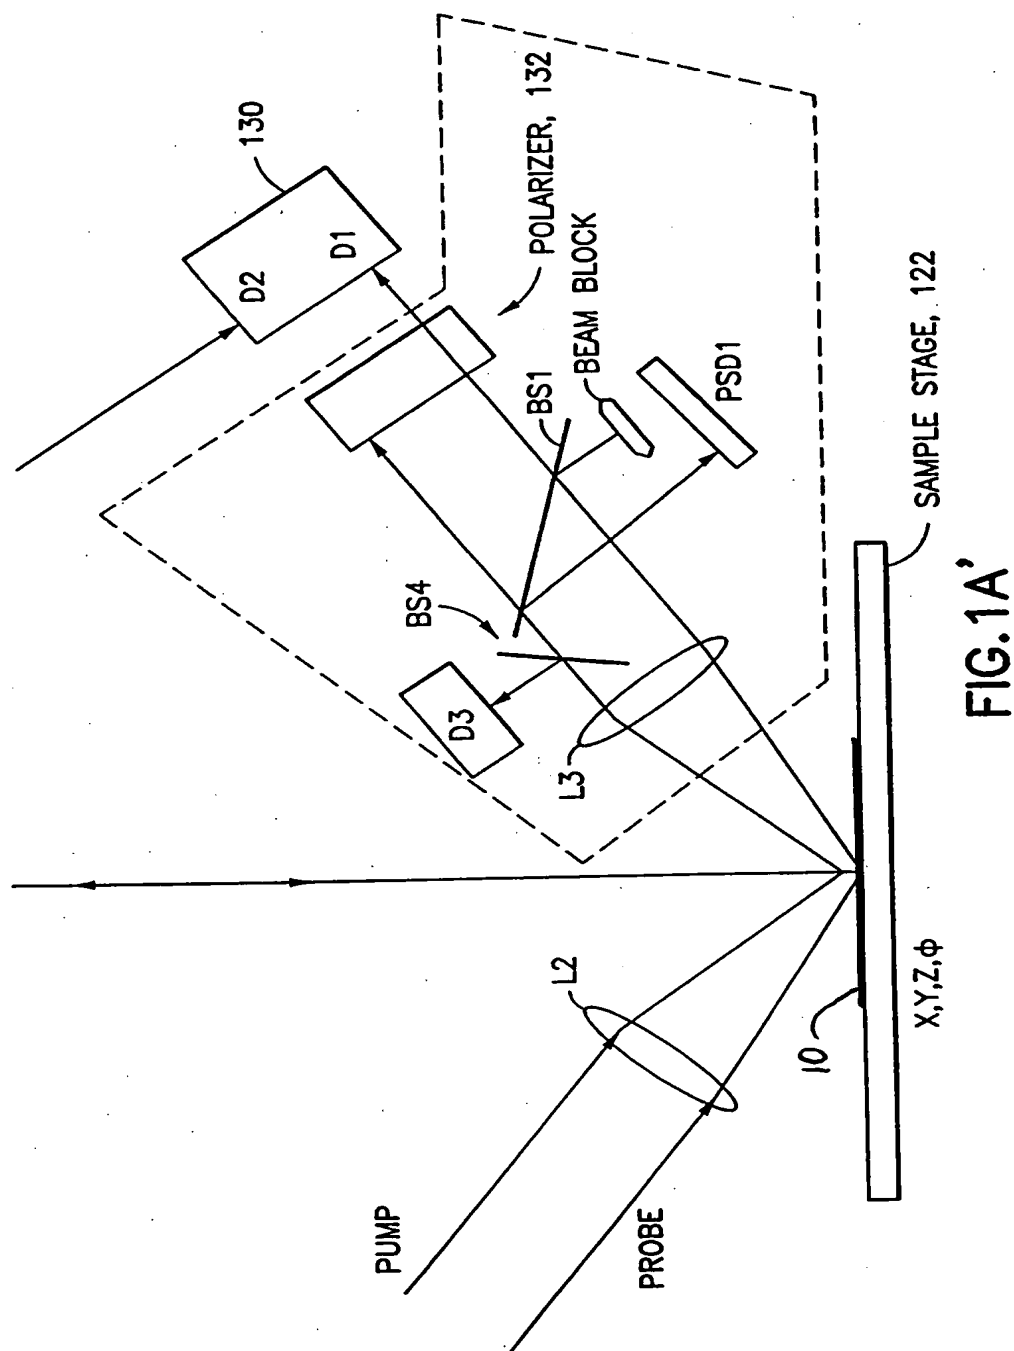 130
D2
D1
POLARIZER, 132
BEAM BLOCK
BS1
PSD1
BS4
D3
L3
L2
PUMP
PROBE
10
X,Y,Z,ϕ
SAMPLE STAGE, 122
FIG.1A'